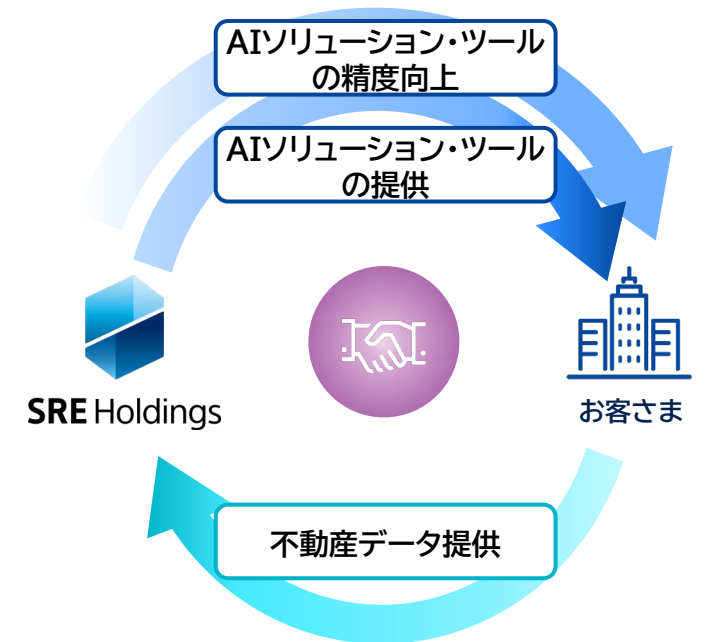 AIソリューション・ツール
の精度向上
AIソリューション・ツール
の提供
SRE Holdings
お客さま
不動産データ提供